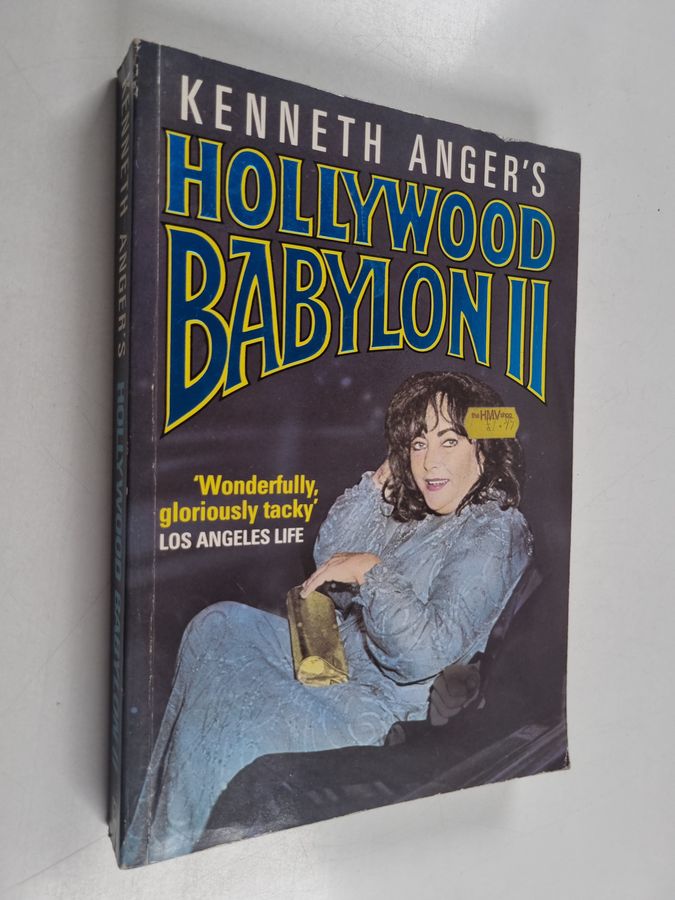 KENNETH ANGER'S
HOLLYWOOD
BABYLON II
'Wonderfully,
gloriously tacky'
LOS ANGELES LIFE
the HMV shop
KENNETH ANGER'S HOLLYWOOD BABYLON II